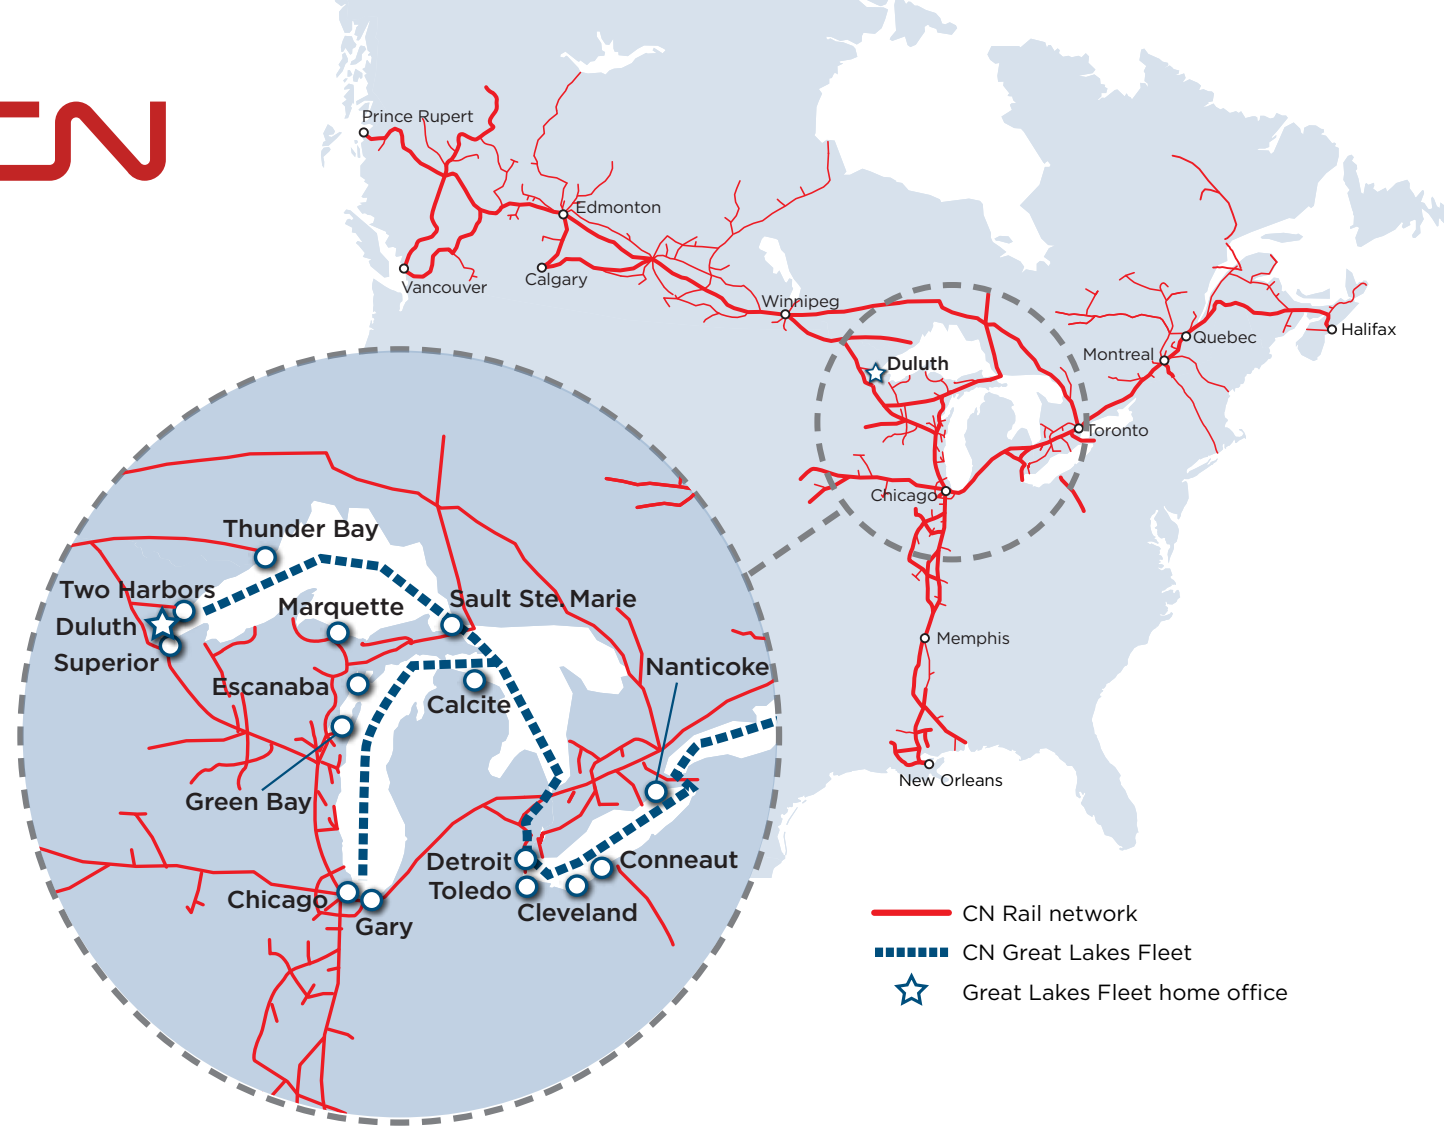 CN
Prince Rupert
Edmonton
Vancouver
Calgary
Winnipeg
Duluth
Halifax
Quebec
Montreal
Toronto
Chicago
Memphis
New Orleans
Thunder Bay
Two Harbors
Duluth
Superior
Marquette
Sault Ste. Marie
Nanticoke
Escanaba
Calcite
Green Bay
Detroit
Toledo
Conneaut
Cleveland
Chicago
Gary
CN Rail network
CN Great Lakes Fleet
Great Lakes Fleet home office